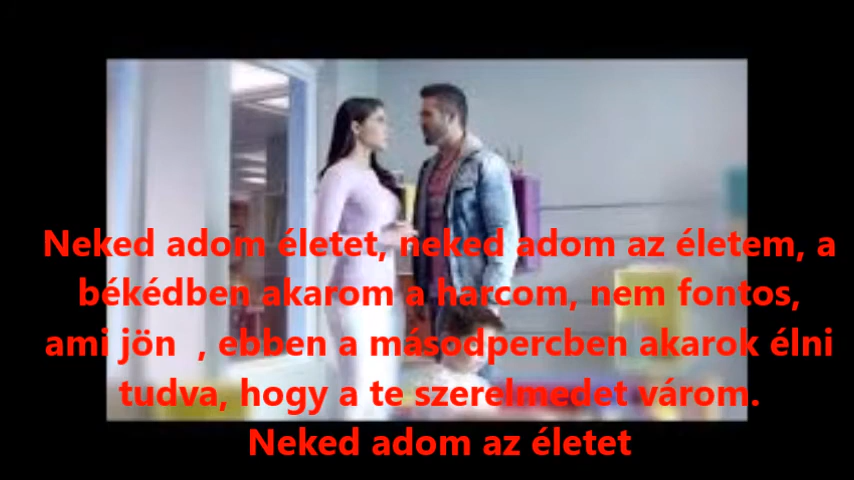 Neked adom életet, neked adom az életem, a
békédben akarom a harcom, nem fontos,
ami jön  , ebben a másodpercben akarok élni
tudva, hogy a te szerelmedet várom.
Neked adom az életet